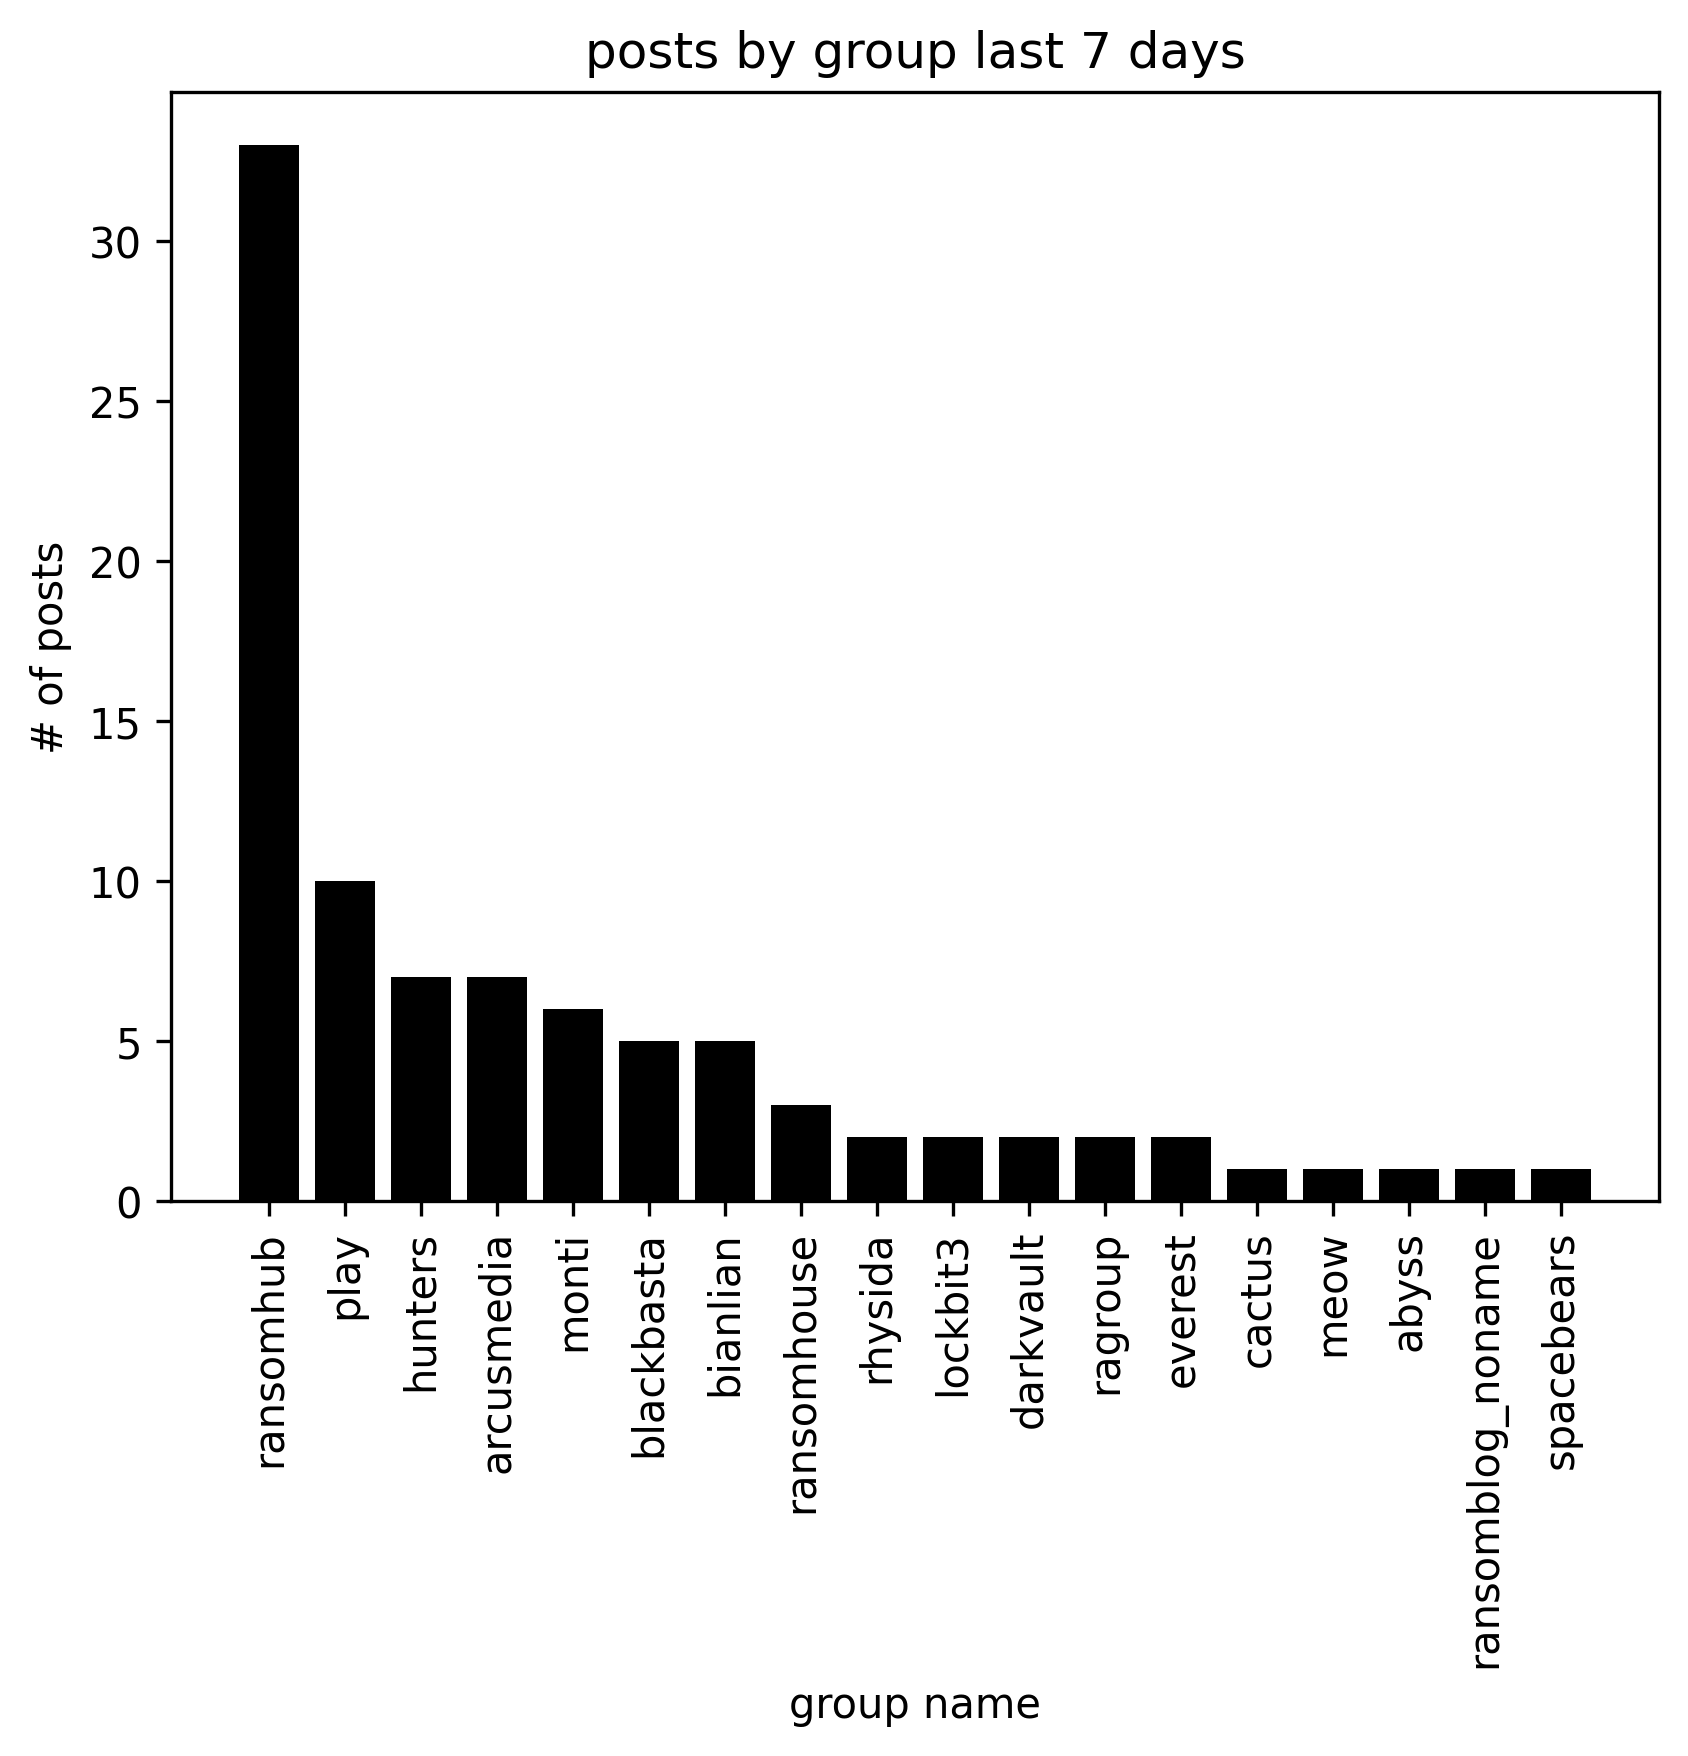 posts by group last 7 days
# of posts
30
25
20
15
10
5
0
ransomhub
play
hunters
arcusmedia
monti
blackbasta
bianlian
ransomhouse
rhysida
lockbit3
darkvault
ragroup
everest
cactus
meow
abyss
ransomblog_noname
spacebears
group name